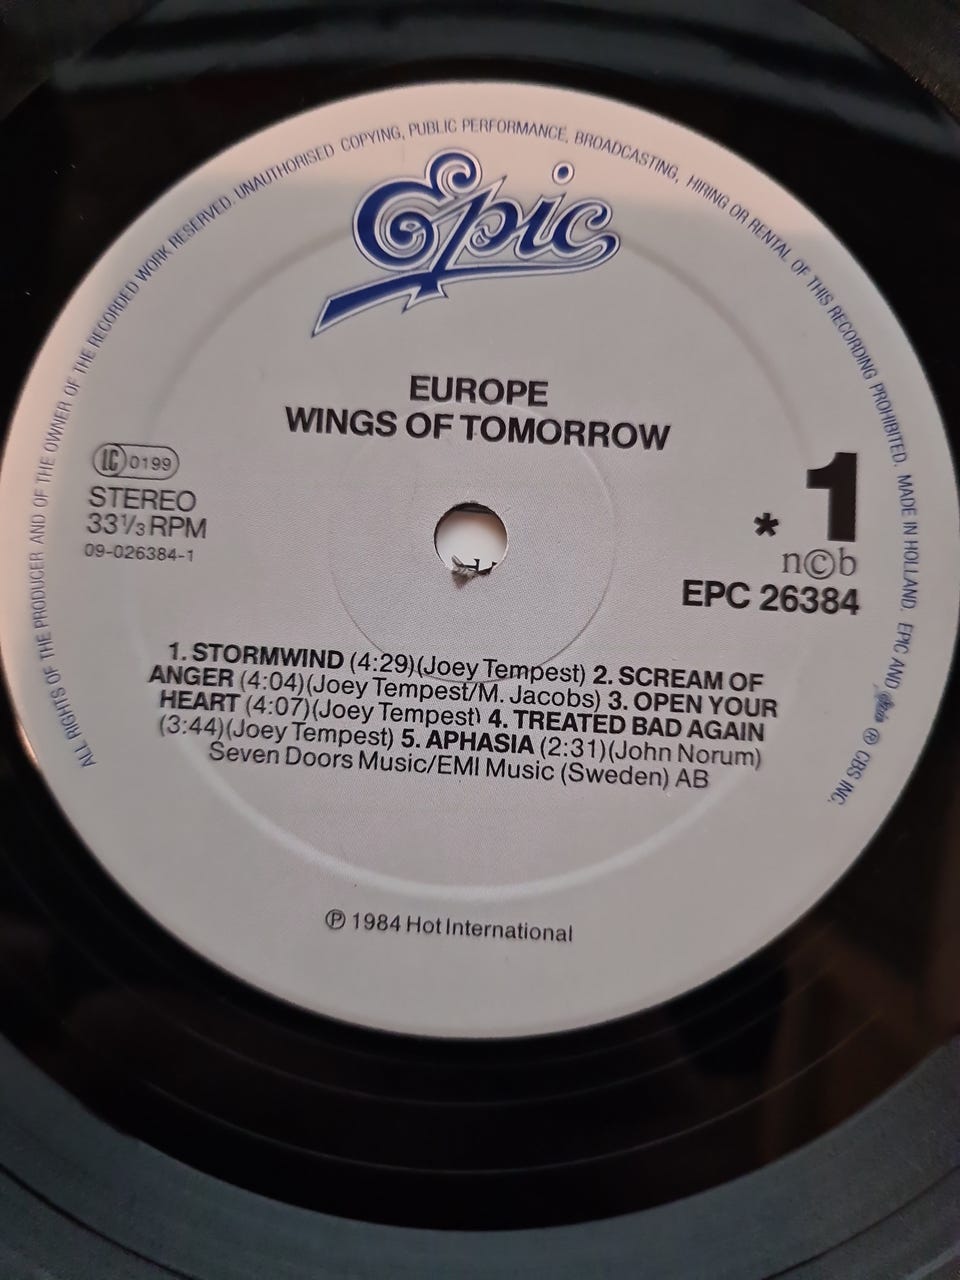 ALL RIGHTS OF THE PRODUCER AND OF THE OWNER OF THE RECORDED WORK RESERVED. UNAUTHORISED COPYING, PUBLIC PERFORMANCE, BROADCASTING, HIRING OR RENTAL OF THIS RECORDING PROHIBITED. MADE IN HOLLAND. EPIC AND Epic ® CBS INC.
Epic
EUROPE
WINGS OF TOMORROW
LC 0199
STEREO
33⅓ RPM
09-026384-1
* 1
n©b
EPC 26384
1. STORMWIND (4:29)(Joey Tempest) 2. SCREAM OF
ANGER (4:04)(Joey Tempest/M. Jacobs) 3. OPEN YOUR
HEART (4:07)(Joey Tempest) 4. TREATED BAD AGAIN
(3:44)(Joey Tempest) 5. APHASIA (2:31)(John Norum)
Seven Doors Music/EMI Music (Sweden) AB
℗ 1984 Hot International